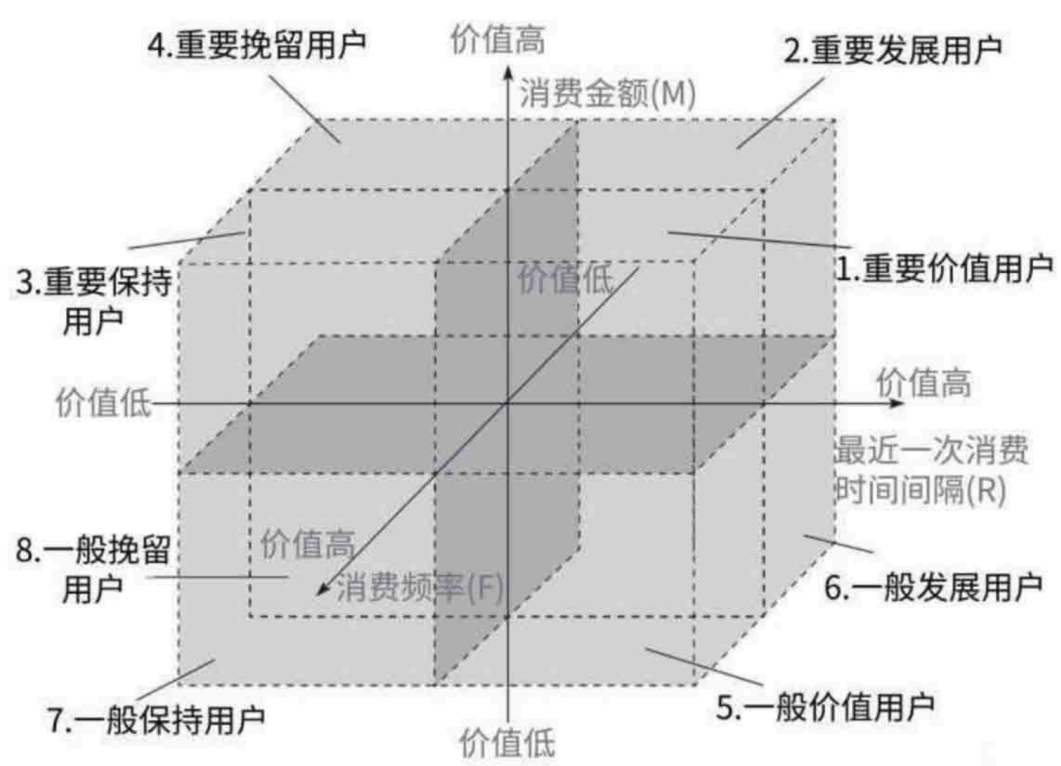 4.重要挽留用户
价值高
2.重要发展用户
消费金额(M)
价值低
1.重要价值用户
3.重要保持
用户
价值低
价值高
最近一次消费
时间间隔(R)
8.一般挽留
用户
价值高
消费频率(F)
6.一般发展用户
7.一般保持用户
5.一般价值用户
价值低